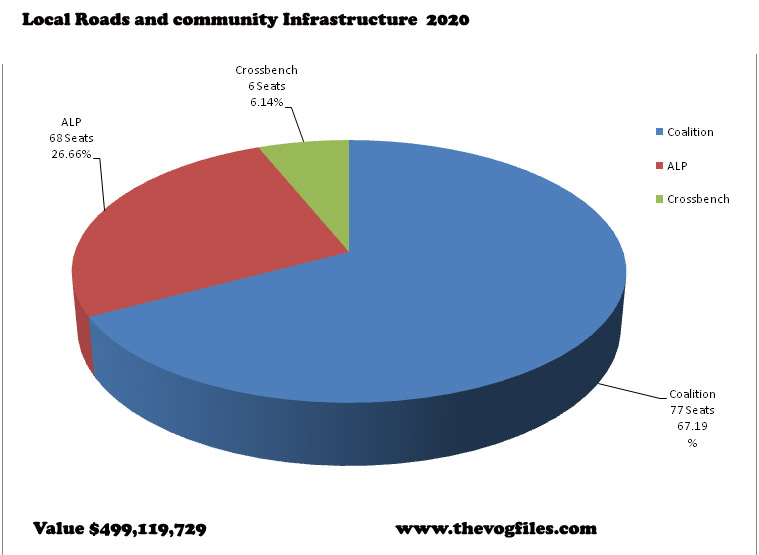 Local Roads and community Infrastructure 2020
Crossbench
6 Seats
6.14%
ALP
68 Seats
26.66%
Coalition
ALP
Crossbench
Coalition
77 Seats
67.19
%
Value $499,119,729
www.thevogfiles.com